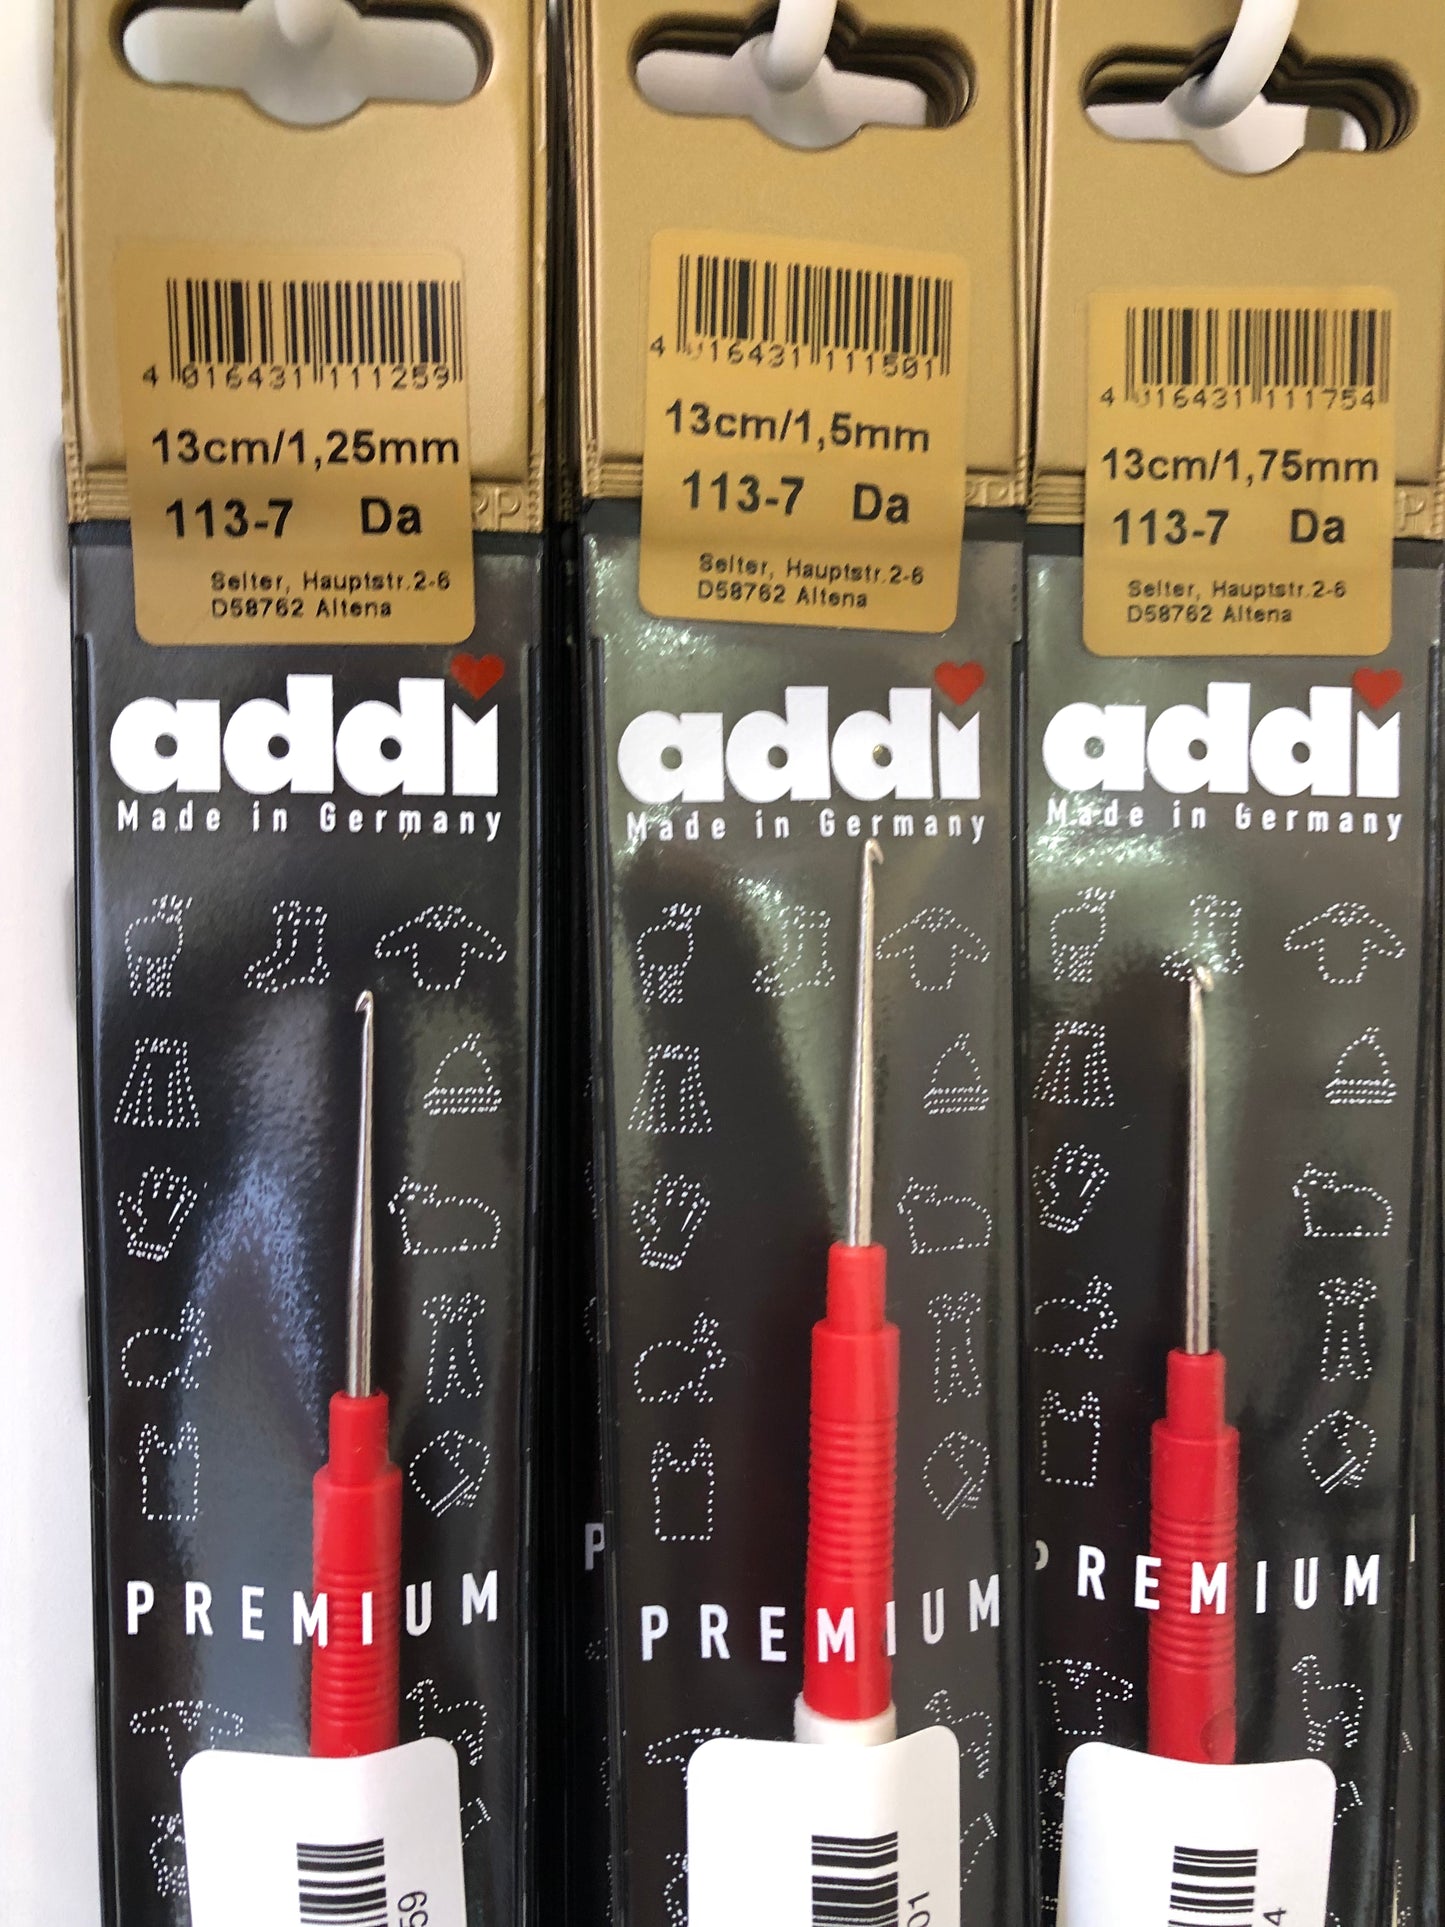 4 016431 111259
13cm/1,25mm
113-7 Da
Selter, Hauptstr.2-6
D58762 Altena
addi
Made in Germany
PREMIUM
59
4 016431 111501
13cm/1,5mm
113-7 Da
Selter, Hauptstr.2-6
D58762 Altena
addi
Made in Germany
PREMIUM
01
4 016431 111754
13cm/1,75mm
113-7 Da
Selter, Hauptstr.2-6
D58762 Altena
addi
Made in Germany
PREMIUM
4